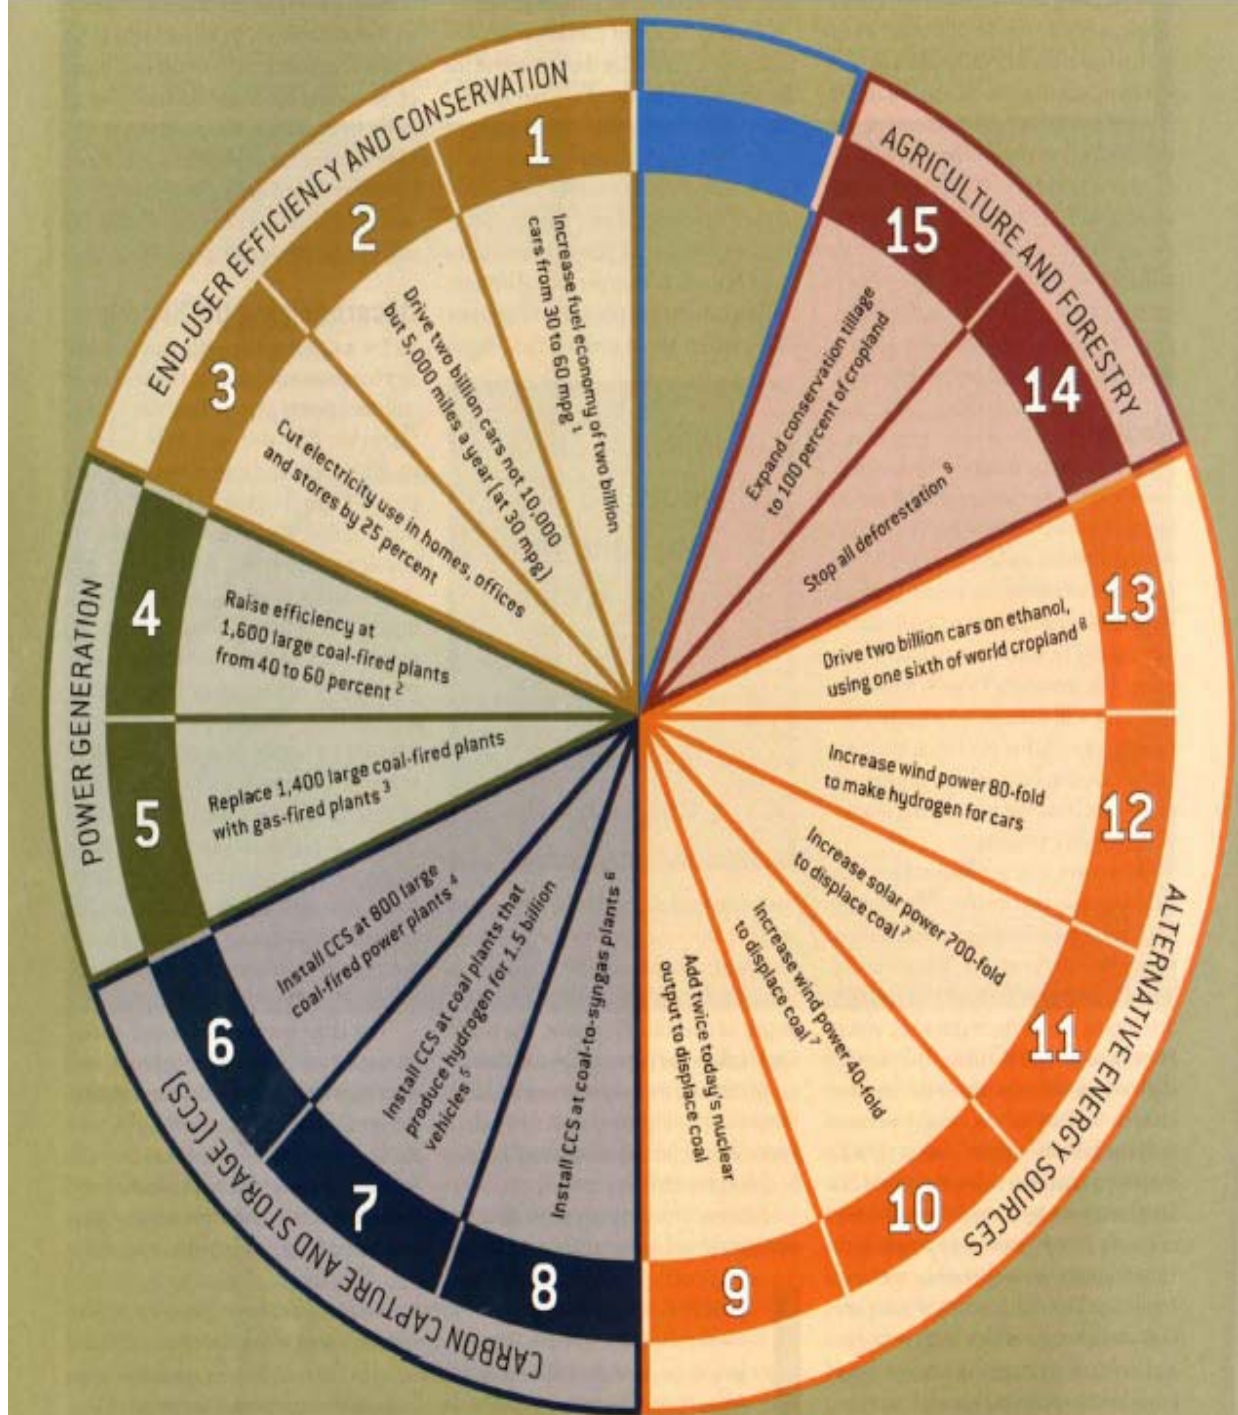 END-USER EFFICIENCY AND CONSERVATION
1
Increase fuel economy of two billion
cars from 30 to 60 mpg 1
2
Drive two billion cars not 10,000
but 5,000 miles a year (at 30 mpg)
3
Cut electricity use in homes, offices
and stores by 25 percent
POWER GENERATION
4
Raise efficiency at
1,600 large coal-fired plants
from 40 to 60 percent 2
5
Replace 1,400 large coal-fired plants
with gas-fired plants 3
CARBON CAPTURE AND STORAGE (CCS)
6
Install CCS at 800 large
coal-fired power plants 4
7
Install CCS at coal plants that
produce hydrogen for 1.5 billion
vehicles 5
8
Install CCS at coal-to-syngas plants 6
ALTERNATIVE ENERGY SOURCES
9
Add twice today's nuclear
output to displace coal
10
Increase wind power 40-fold
to displace coal 7
11
Increase solar power 700-fold
to displace coal 7
12
Increase wind power 80-fold
to make hydrogen for cars
13
Drive two billion cars on ethanol,
using one sixth of world cropland 8
AGRICULTURE AND FORESTRY
14
Stop all deforestation 9
15
Expand conservation tillage
to 100 percent of cropland